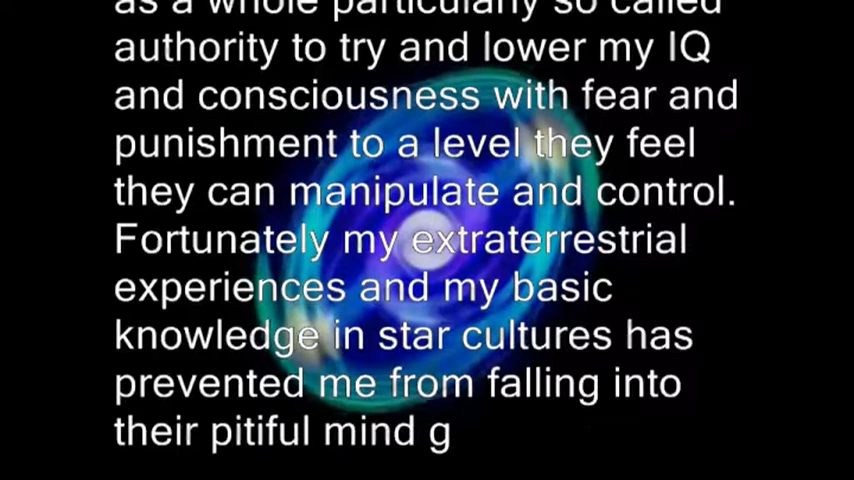 as a whole particularly so called
authority to try and lower my IQ
and consciousness with fear and
punishment to a level they feel
they can manipulate and control.
Fortunately my extraterrestrial
experiences and my basic
knowledge in star cultures has
prevented me from falling into
their pitiful mind g